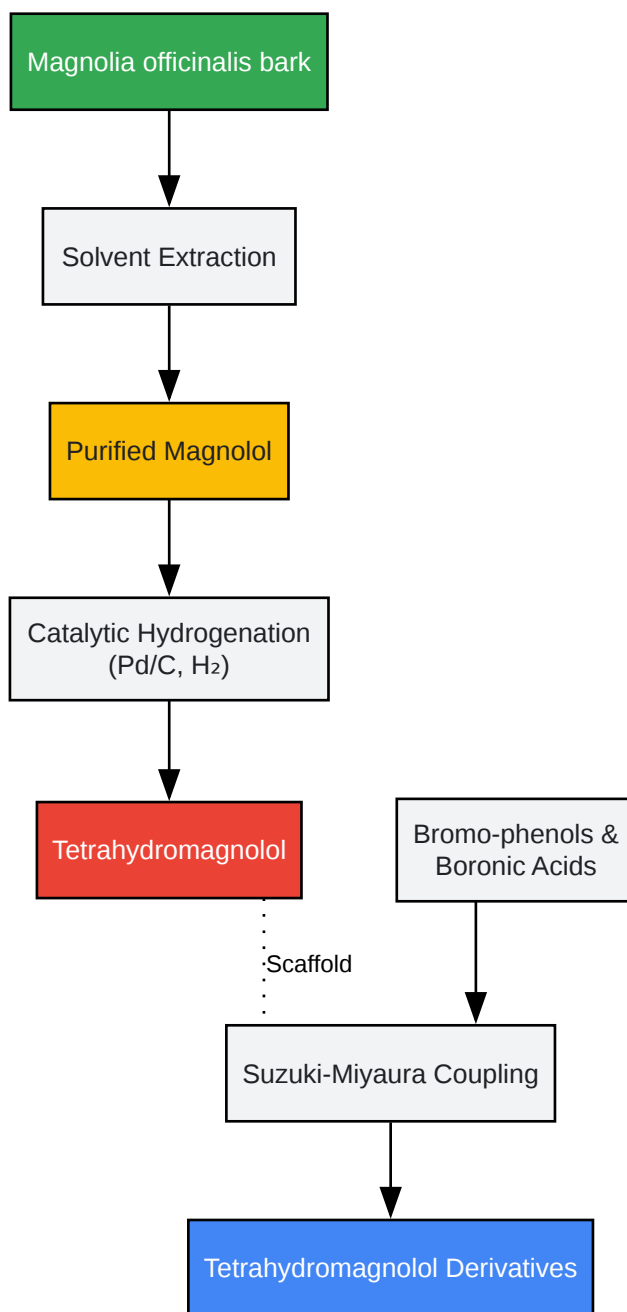 Magnolia officinalis bark
Solvent Extraction
Purified Magnolol
Catalytic Hydrogenation
(Pd/C, H₂)
Tetrahydromagnolol
Bromo-phenols &
Boronic Acids
Scaffold
Suzuki-Miyaura Coupling
Tetrahydromagnolol Derivatives